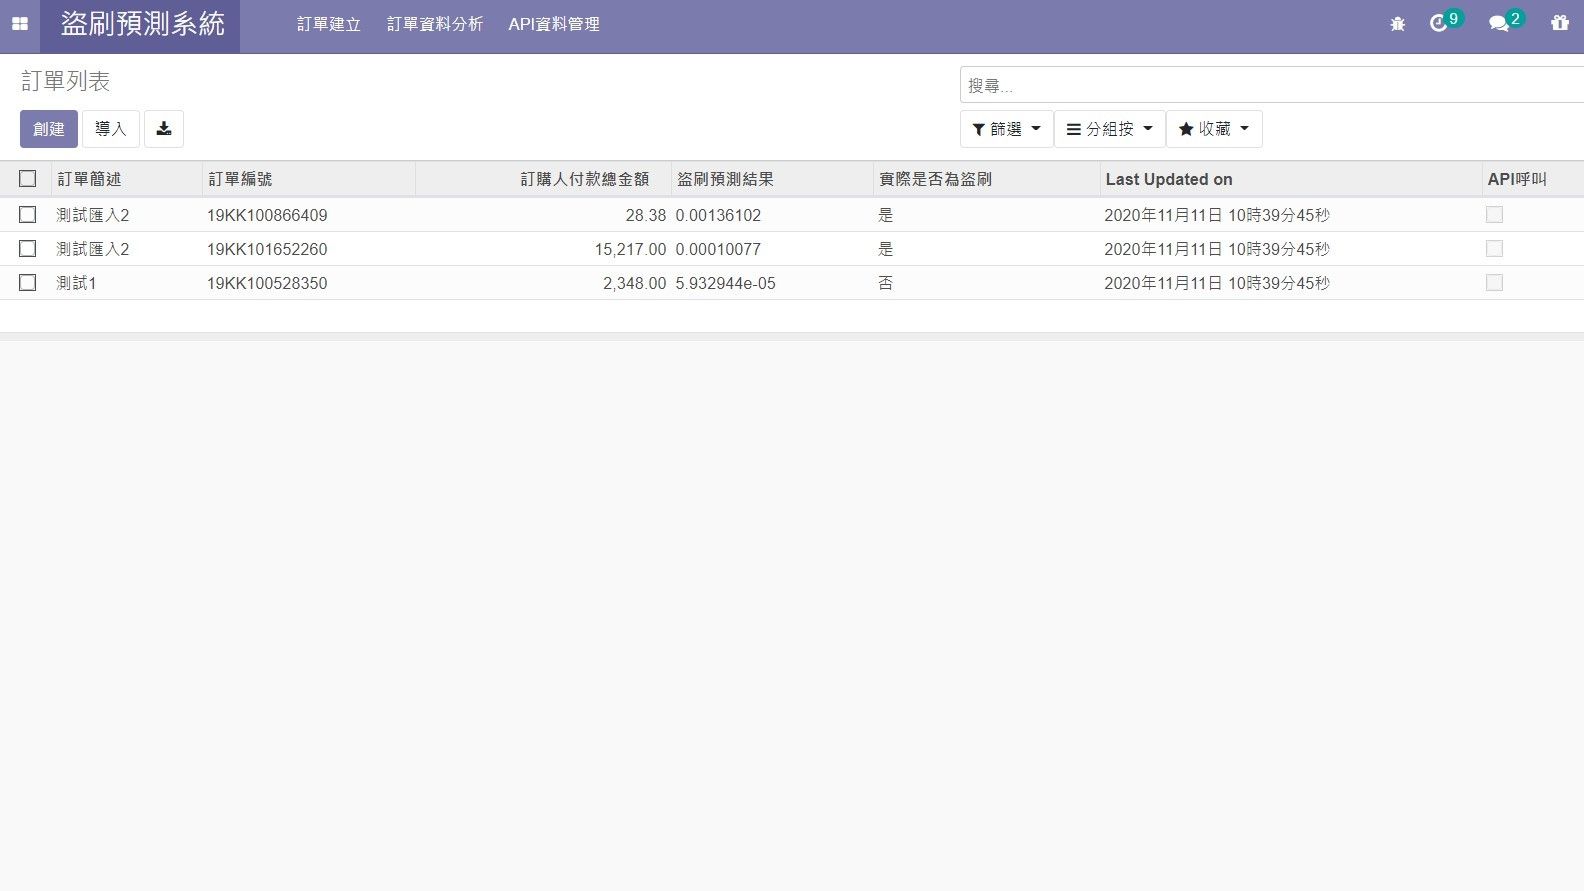 盜刷預測系統 訂單建立 訂單資料分析 API資料管理 9 2
訂單列表
搜尋...
創建 導入 篩選 分組按 收藏
訂單簡述 訂單編號 訂購人付款總金額 盜刷預測結果 實際是否為盜刷 Last Updated on API呼叫
測試匯入2 19KK100866409 28.38 0.00136102 是 2020年11月11日 10時39分45秒
測試匯入2 19KK101652260 15,217.00 0.00010077 是 2020年11月11日 10時39分45秒
測試1 19KK100528350 2,348.00 5.932944e-05 否 2020年11月11日 10時39分45秒